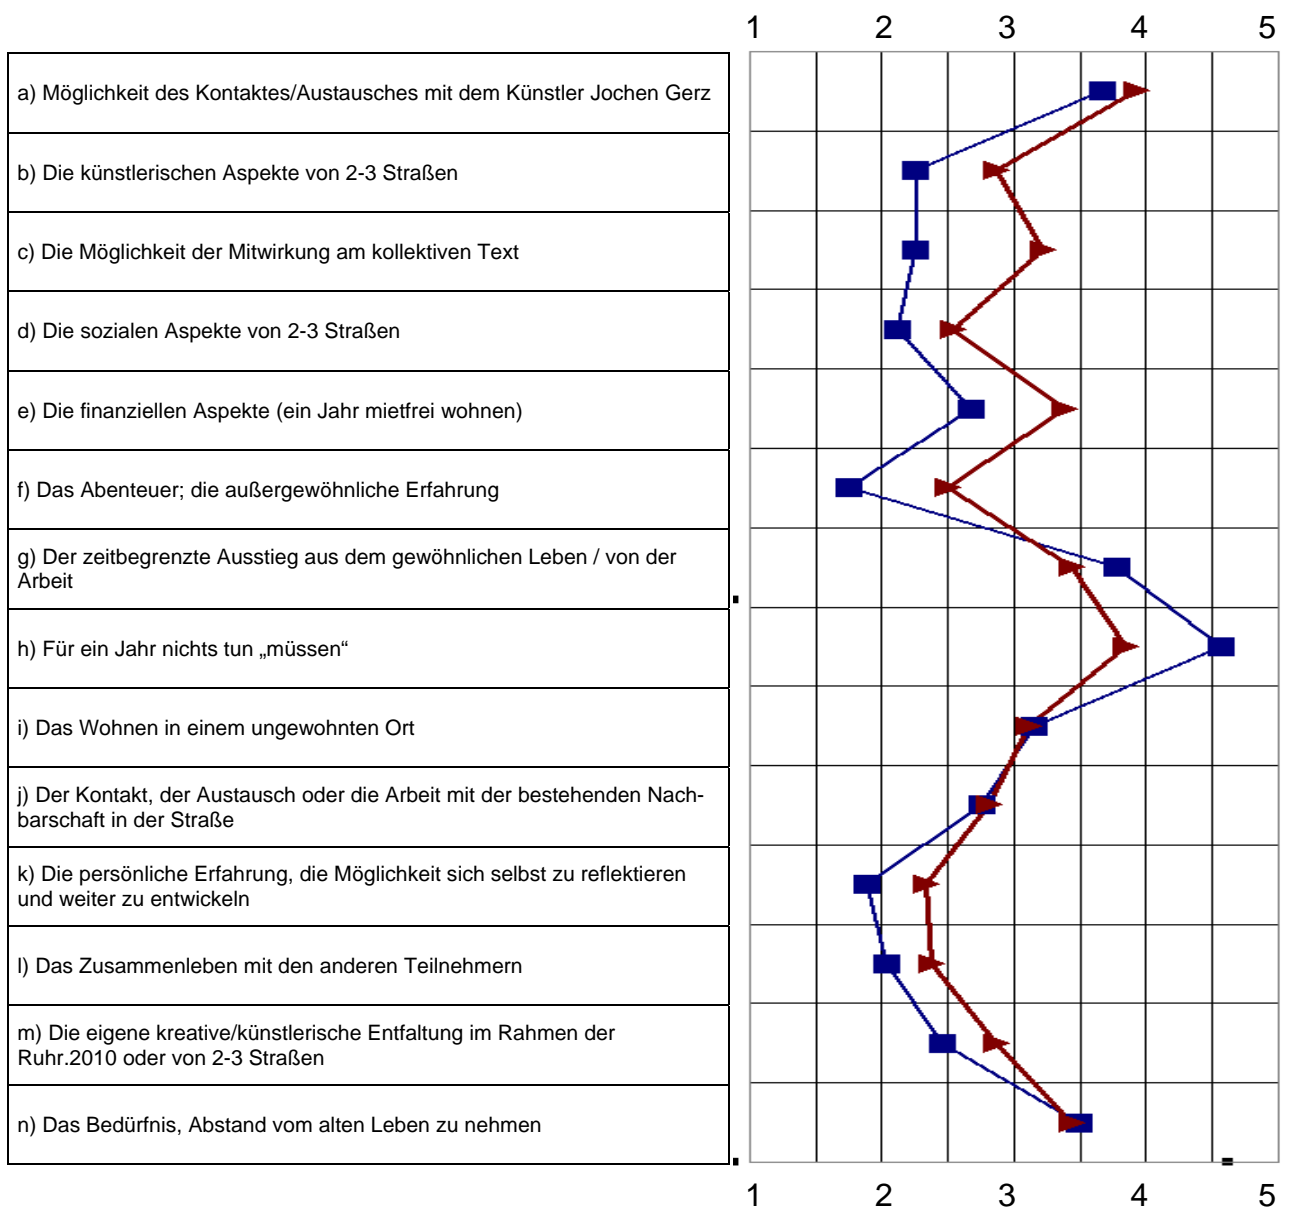 1 2 3 4 5
a) Möglichkeit des Kontaktes/Austausches mit dem Künstler Jochen Gerz
b) Die künstlerischen Aspekte von 2-3 Straßen
c) Die Möglichkeit der Mitwirkung am kollektiven Text
d) Die sozialen Aspekte von 2-3 Straßen
e) Die finanziellen Aspekte (ein Jahr mietfrei wohnen)
f) Das Abenteuer; die außergewöhnliche Erfahrung
g) Der zeitbegrenzte Ausstieg aus dem gewöhnlichen Leben / von der
Arbeit
h) Für ein Jahr nichts tun „müssen“
i) Das Wohnen in einem ungewohnten Ort
j) Der Kontakt, der Austausch oder die Arbeit mit der bestehenden Nach-
barschaft in der Straße
k) Die persönliche Erfahrung, die Möglichkeit sich selbst zu reflektieren
und weiter zu entwickeln
l) Das Zusammenleben mit den anderen Teilnehmern
m) Die eigene kreative/künstlerische Entfaltung im Rahmen der
Ruhr.2010 oder von 2-3 Straßen
n) Das Bedürfnis, Abstand vom alten Leben zu nehmen
1 2 3 4 5